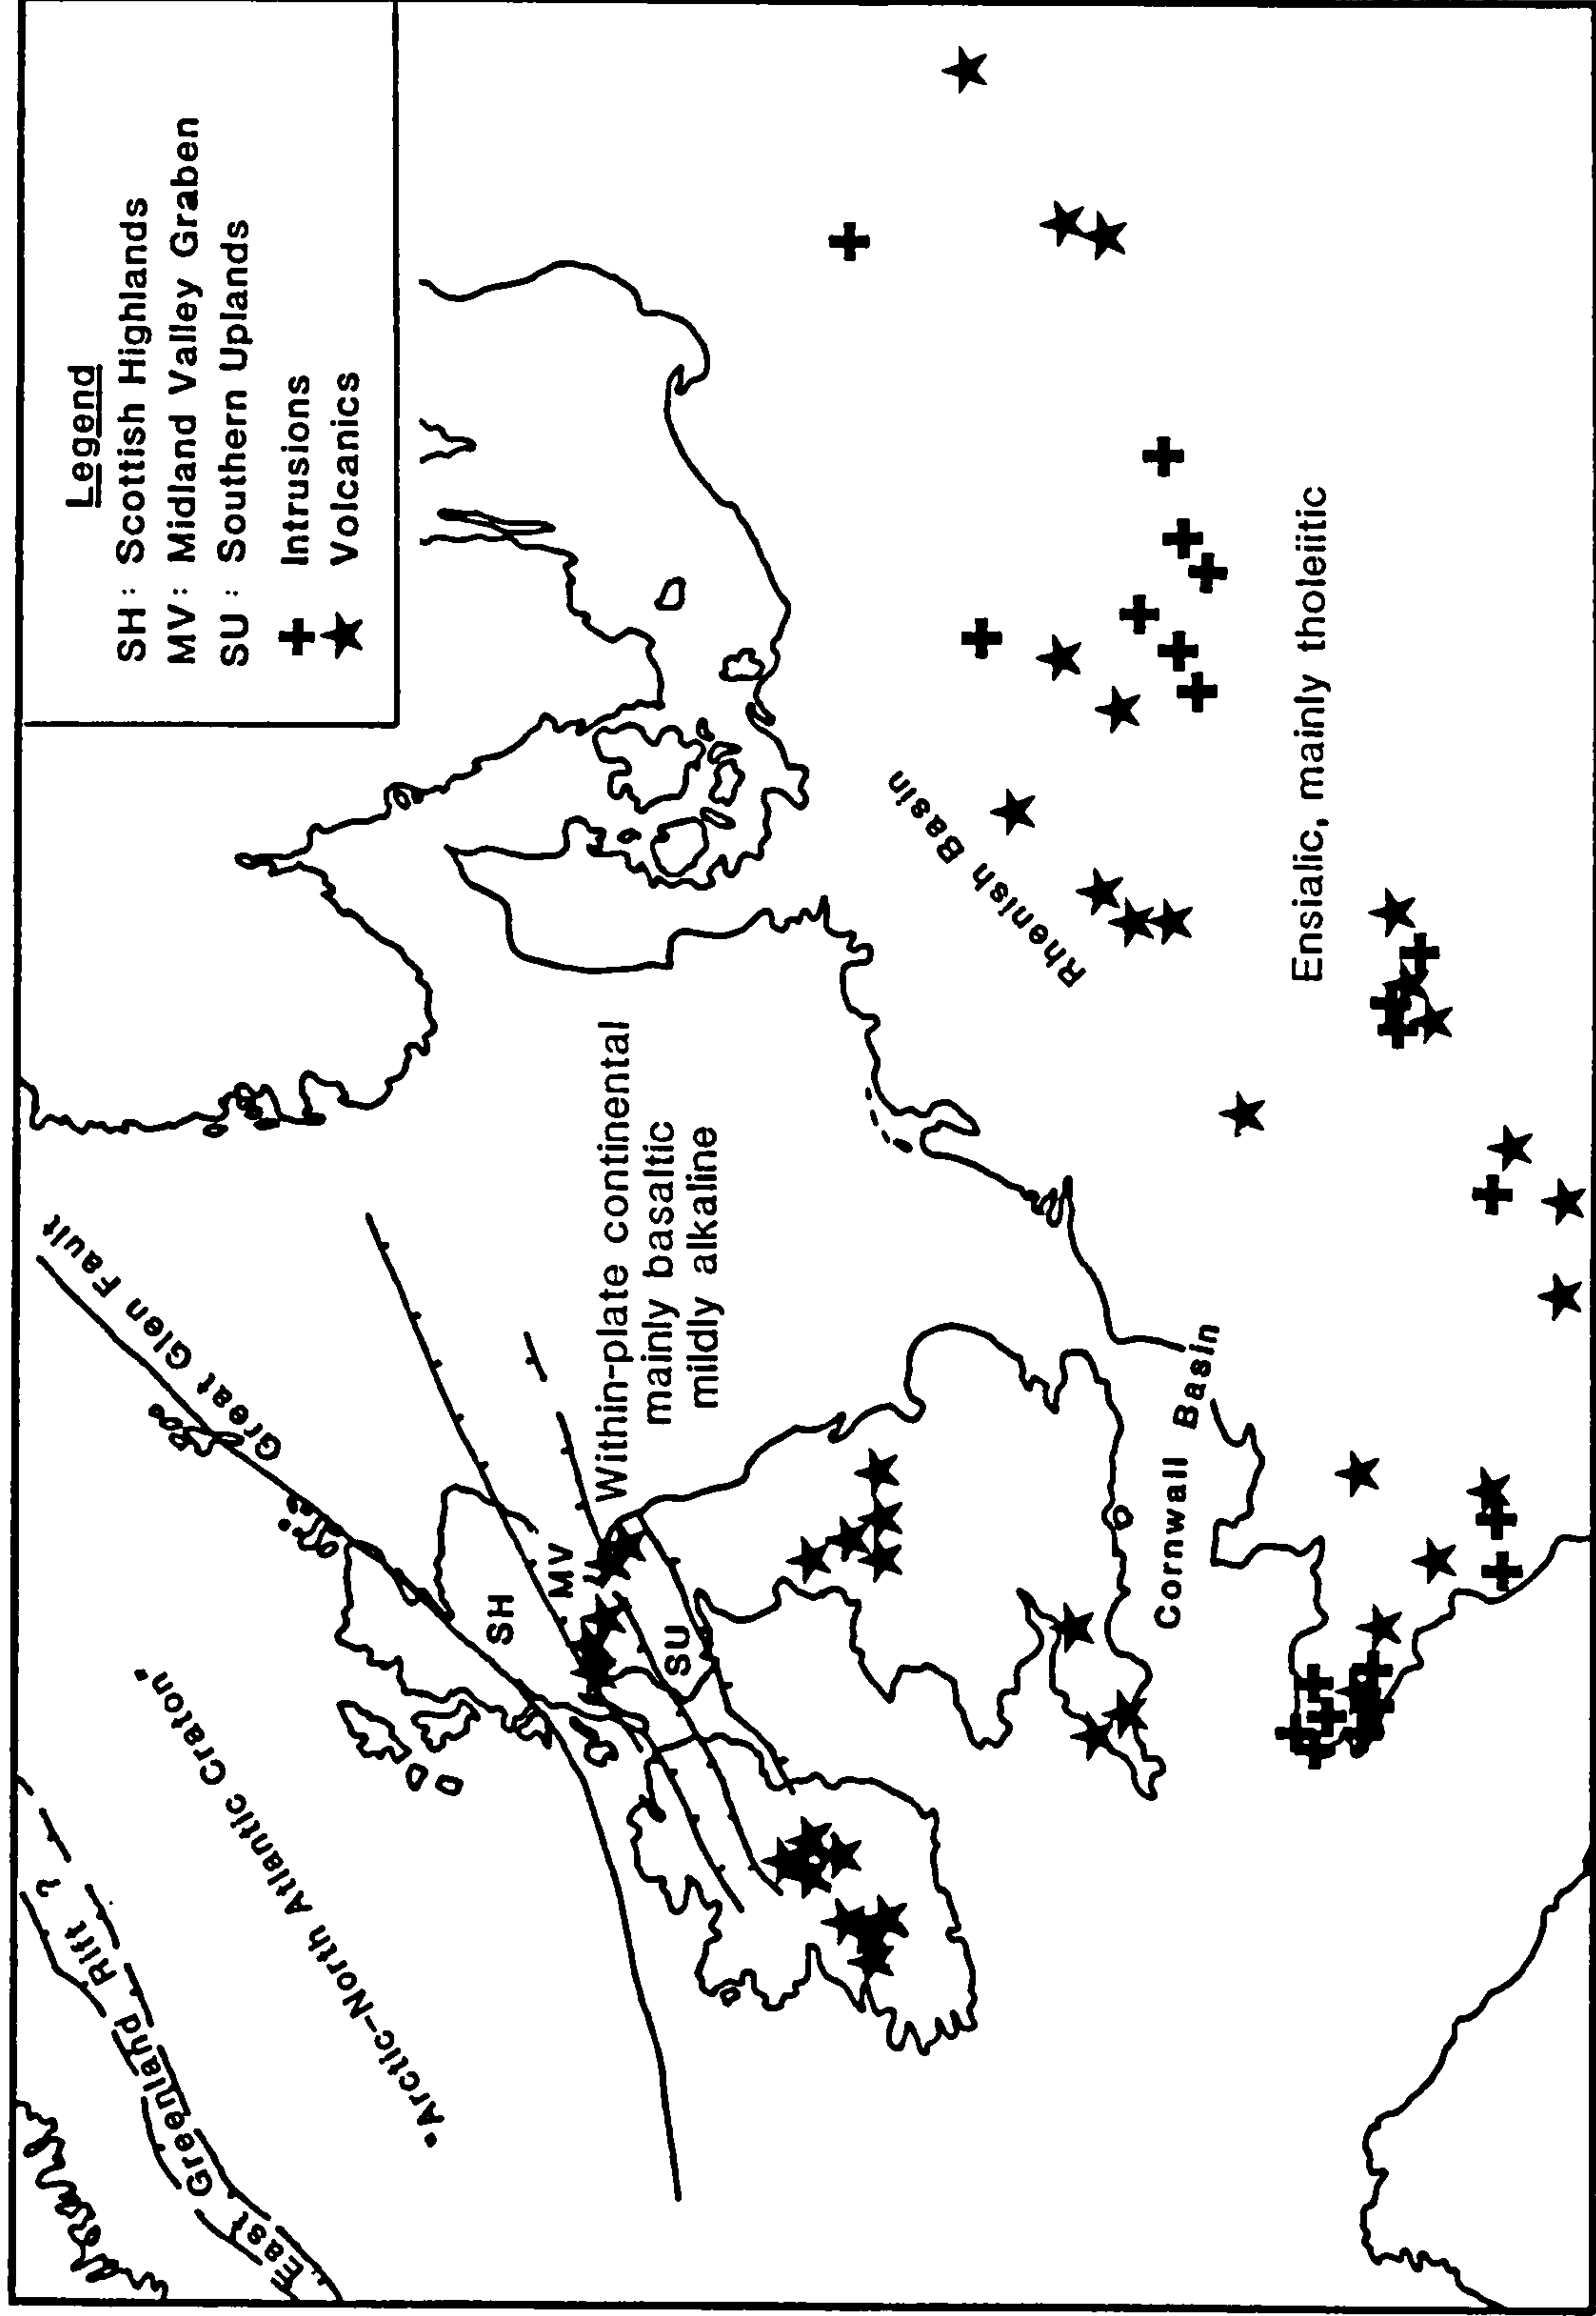 Legend
SH : Scottish Highlands
MV : Midland Valley Graben
SU : Southern Uplands
Intrusions
Volcanics
East Greenland Rift ?
"Arctic-North Atlantic Craton"
Great Glen Fault
SH
MV
SU
Within-plate continental
mainly basaltic
mildly alkaline
Rhenish Basin
Cornwall Basin
Ensialic, mainly tholeiitic